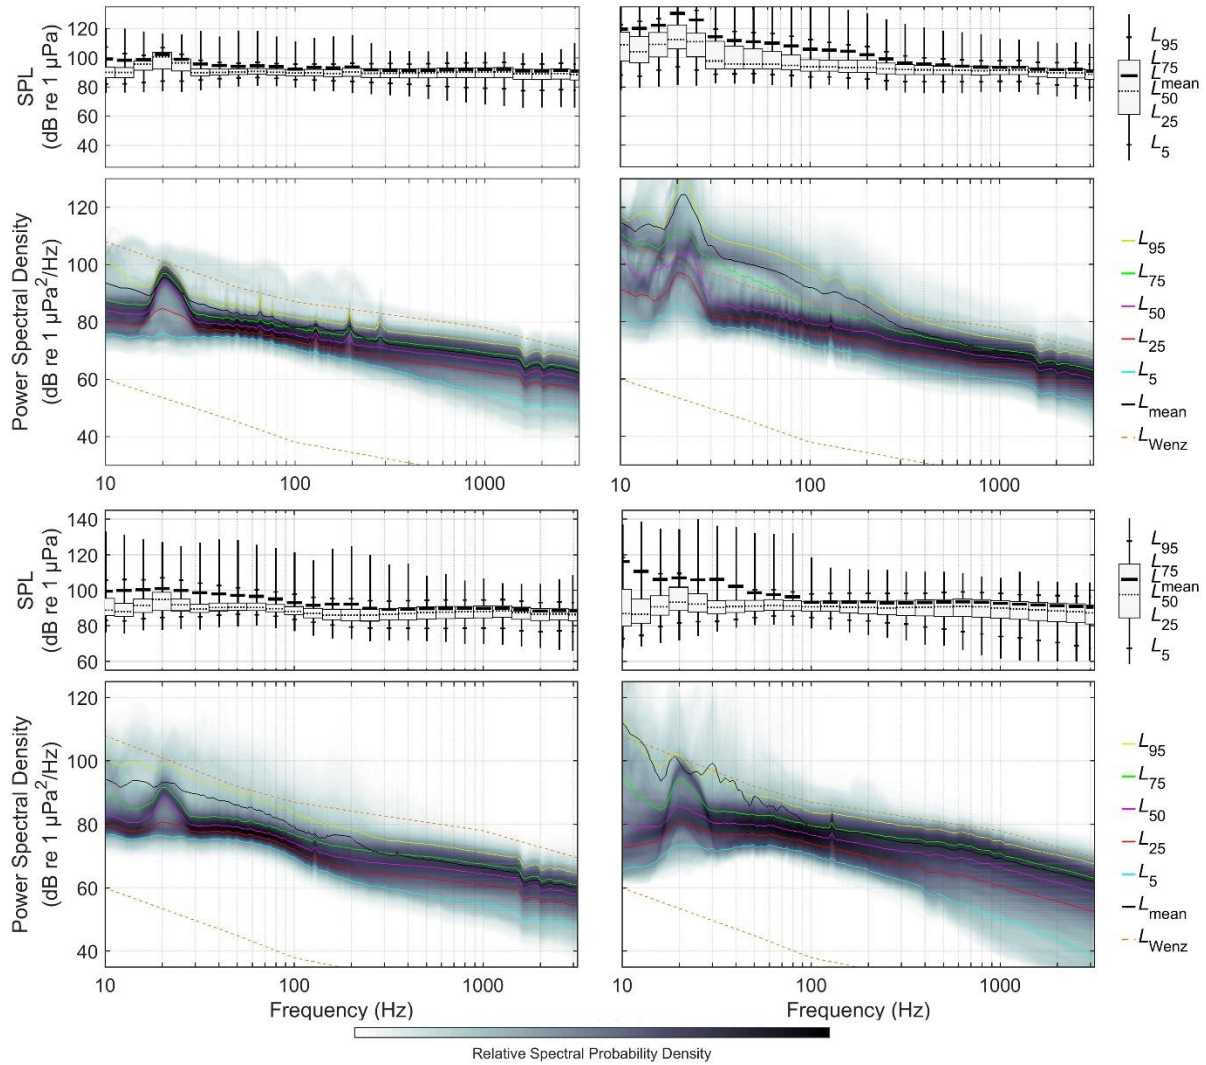 120
100
80
60
40
SPL
(dB re 1 µPa)
L95
L75
Lmean
L50
L25
L5
120
100
80
60
40
Power Spectral Density
(dB re 1 µPa²/Hz)
10
100
1000
10
100
1000
L95
L75
L50
L25
L5
Lmean
LWenz
140
120
100
80
60
SPL
(dB re 1 µPa)
L95
L75
Lmean
L50
L25
L5
120
100
80
60
40
Power Spectral Density
(dB re 1 µPa²/Hz)
10
100
1000
10
100
1000
L95
L75
L50
L25
L5
Lmean
LWenz
Frequency (Hz)
Frequency (Hz)
Relative Spectral Probability Density